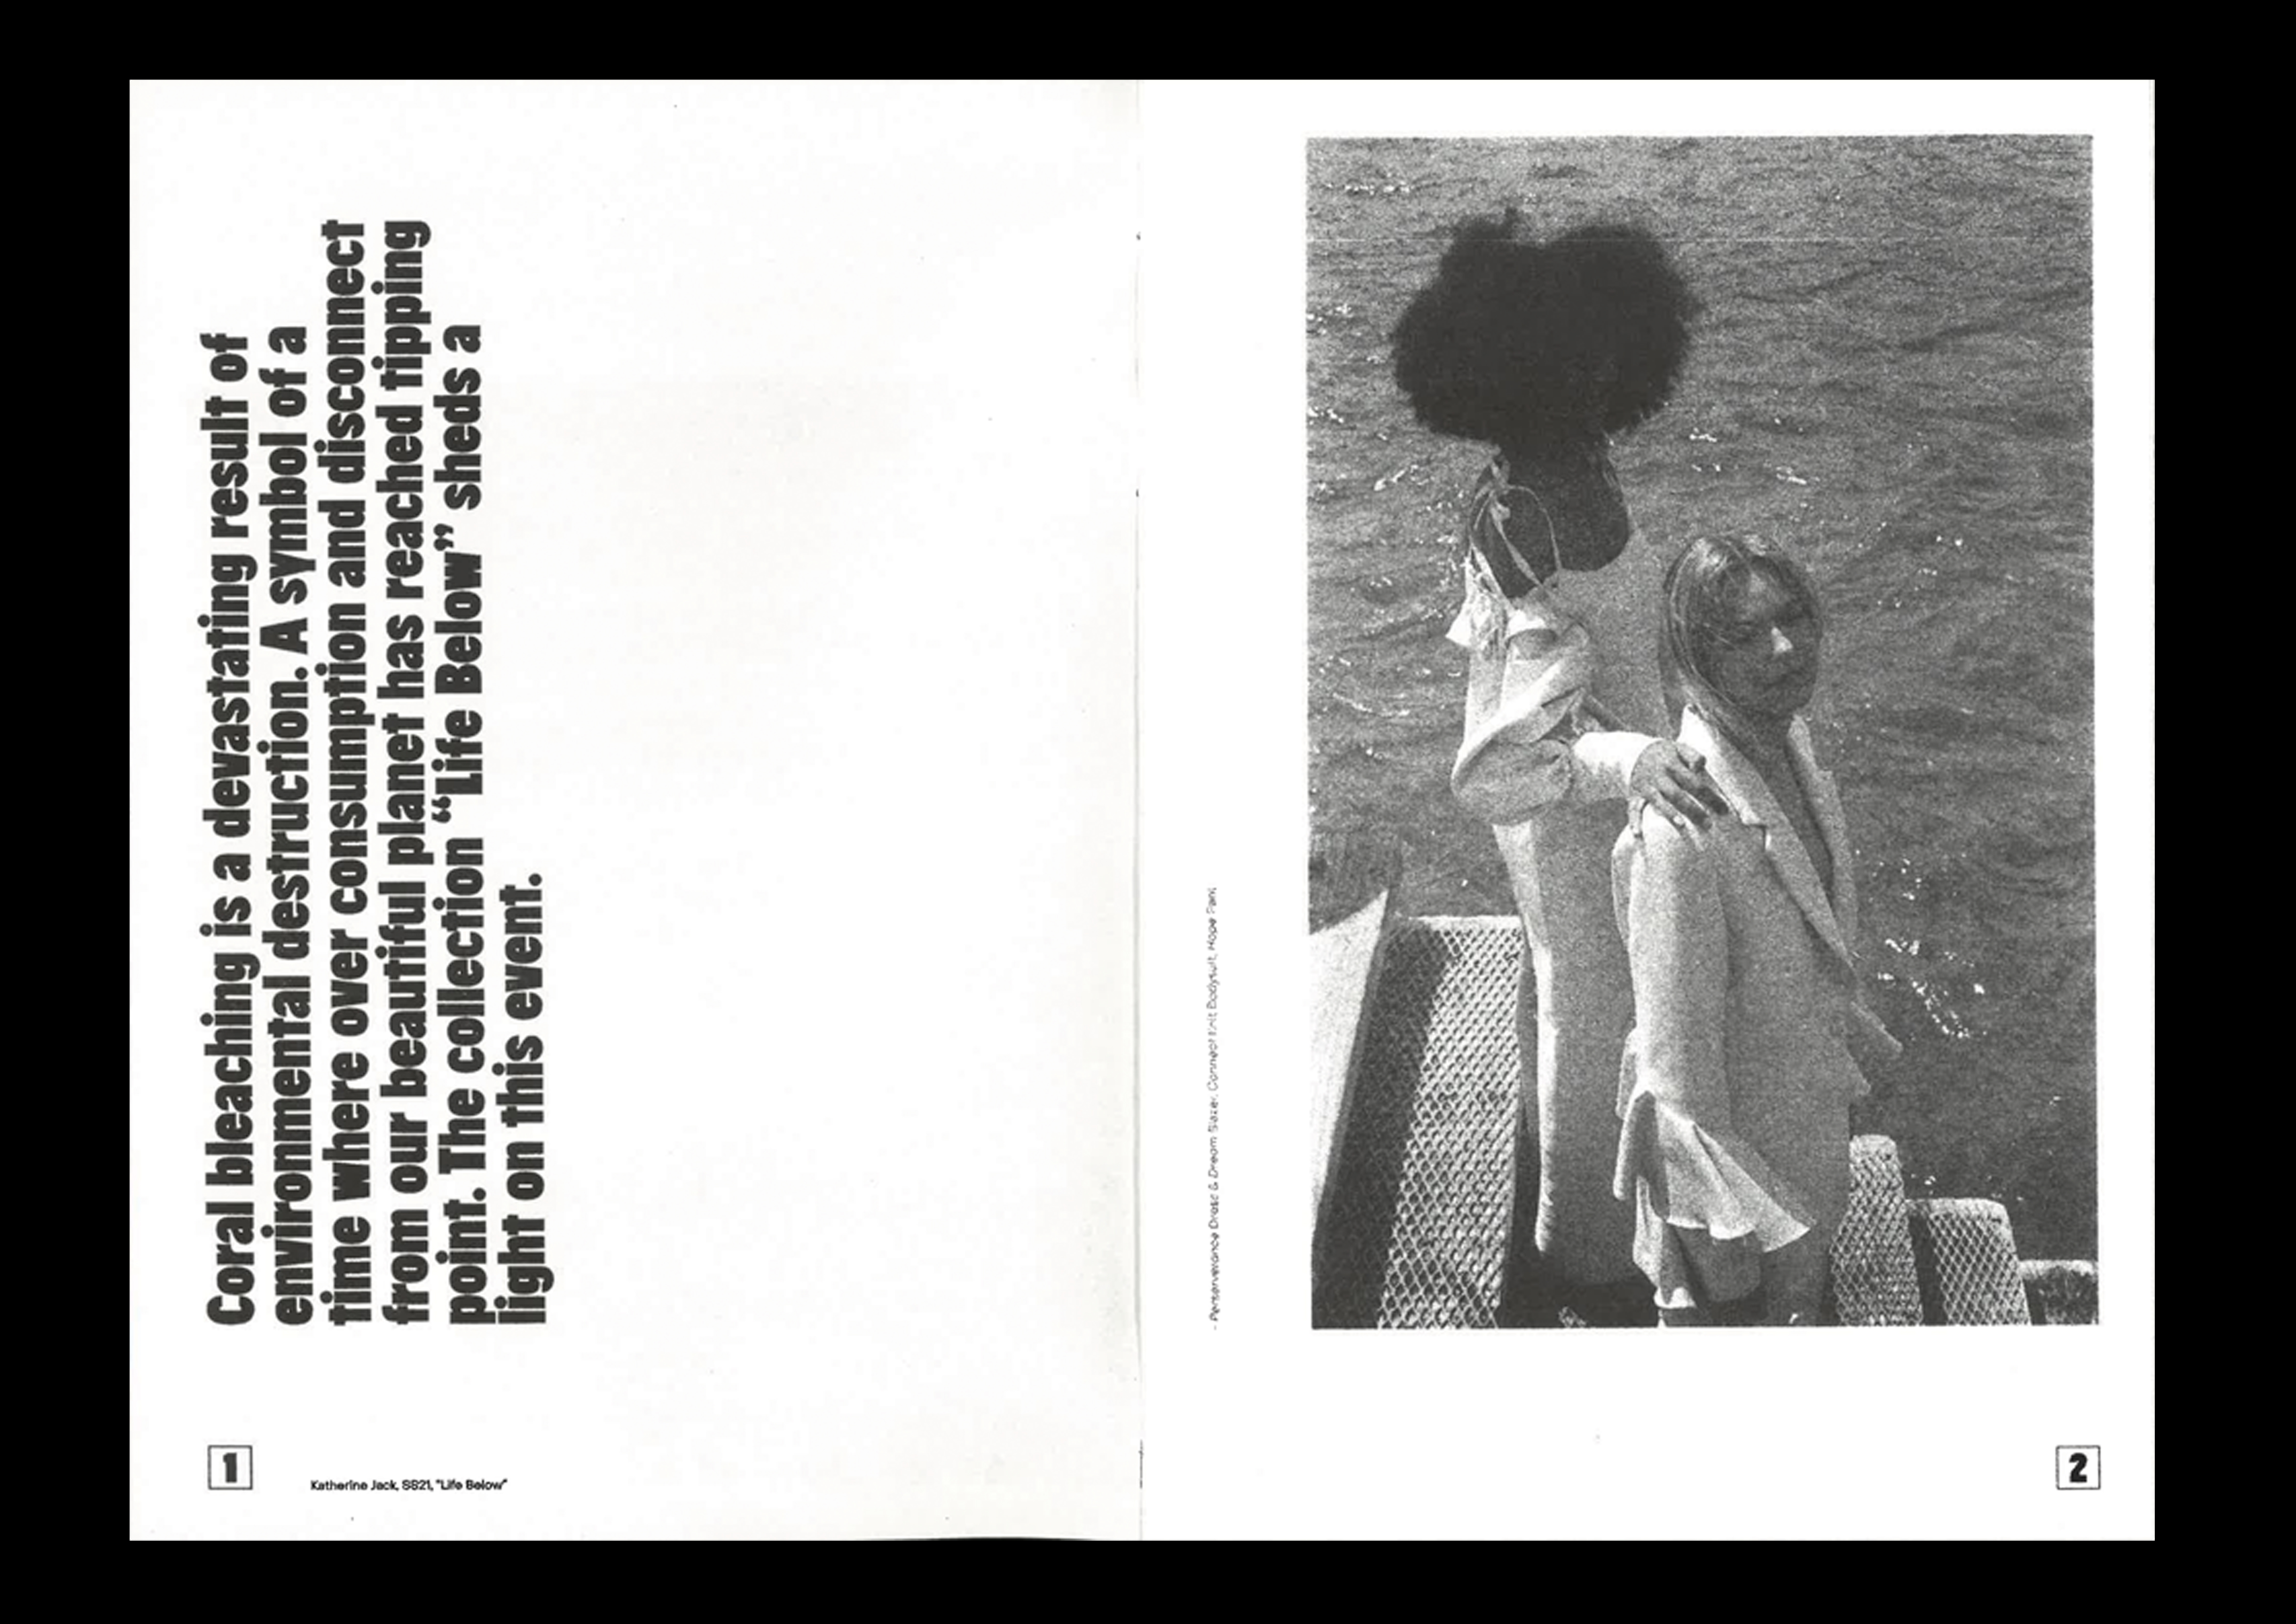 Coral bleaching is a devastating result of
environmental destruction. A symbol of a
time where over consumption and disconnect
from our beautiful planet has reached tipping
point. The collection “Life Below” sheds a
light on this event.
1
Katherine Jack, SS21, "Life Below"
- Perserverance Dress & Dream Blazer, Connect Knit Bodysuit, Hope Pant
2